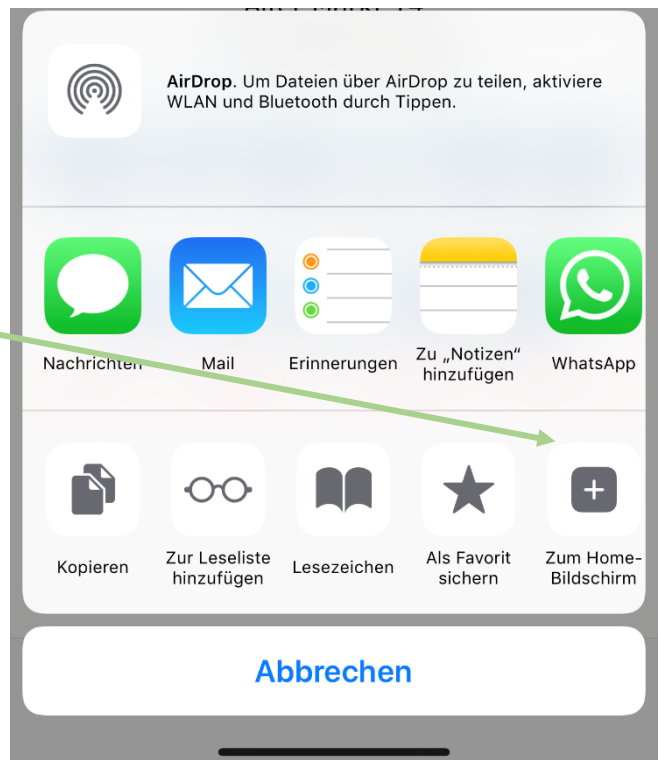 AirDrop. Um Dateien über AirDrop zu teilen, aktiviere
WLAN und Bluetooth durch Tippen.
Nachrichten
Mail
Erinnerungen
Zu „Notizen“
hinzufügen
WhatsApp
Kopieren
Zur Leseliste
hinzufügen
Lesezeichen
Als Favorit
sichern
Zum Home-
Bildschirm
Abbrechen